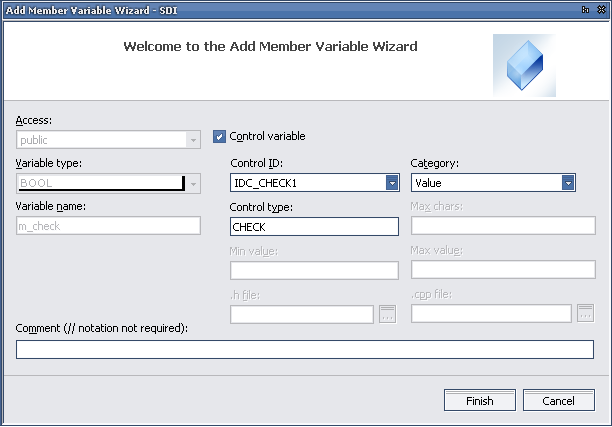 Add Member Variable Wizard - SDI
Welcome to the Add Member Variable Wizard
Access:
public
Control variable
Variable type:
Control ID:
Category:
BOOL
IDC_CHECK1
Value
Variable name:
Control type:
Max chars:
m_check
CHECK
Min value:
Max value:
.h file:
.cpp file:
...
...
Comment (// notation not required):
Finish
Cancel